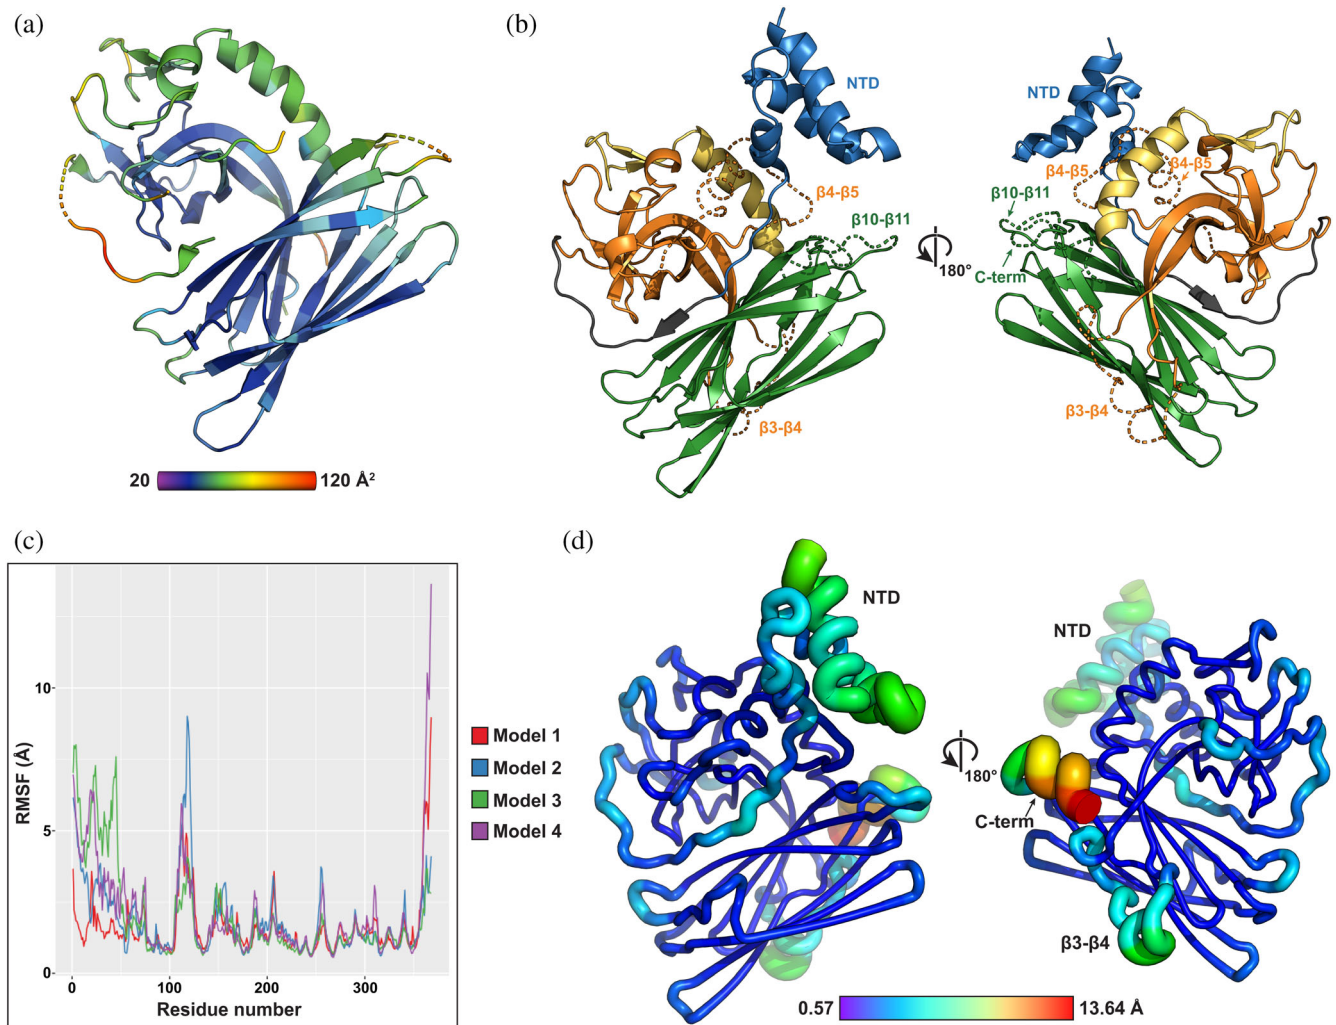 (a)
20
120 Å²
(b)
NTD
β4-β5
β10-β11
180°
β3-β4
NTD
β4-β5
β4-β5
β10-β11
C-term
β3-β4
(c)
RMSF (Å)
10
5
0
0
100
200
300
Residue number
Model 1
Model 2
Model 3
Model 4
(d)
NTD
180°
NTD
C-term
β3-β4
0.57
13.64 Å